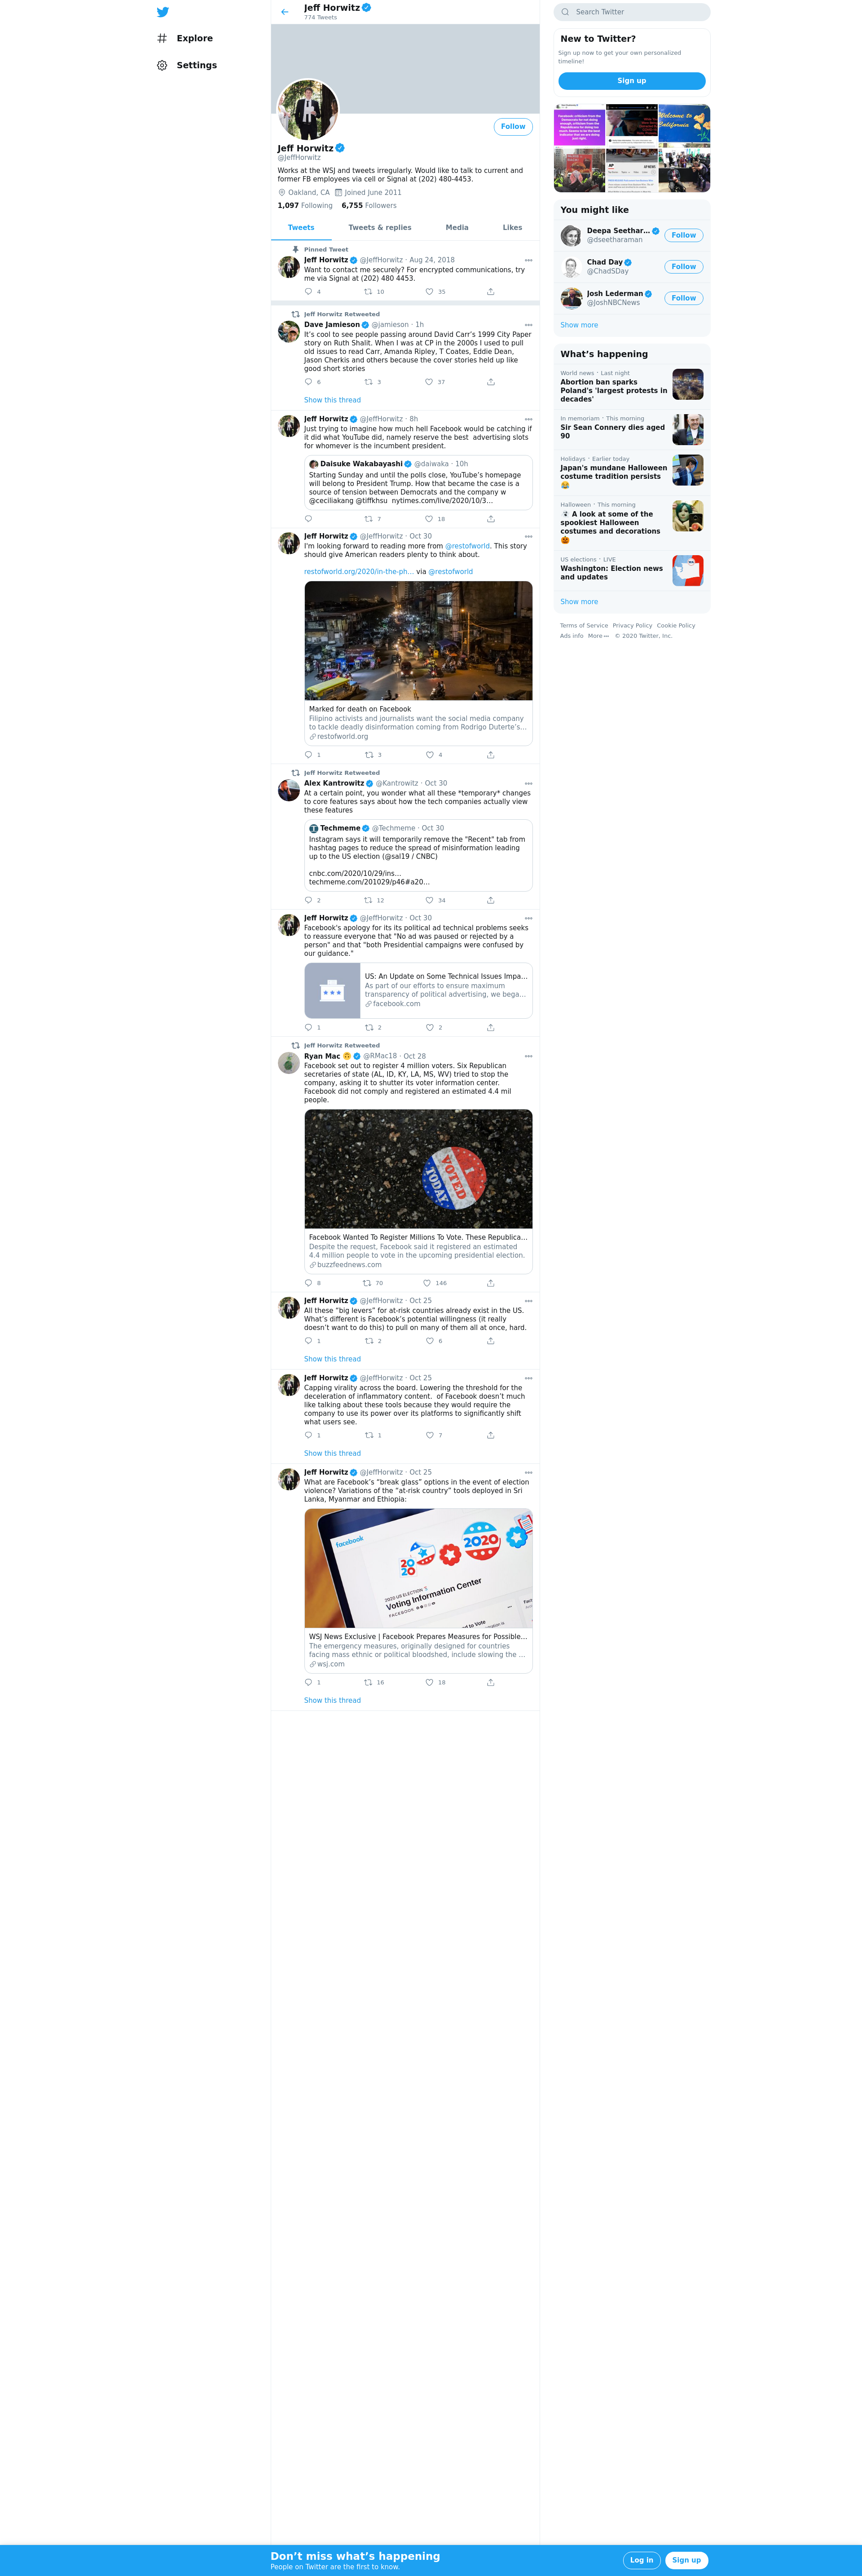 Explore
Settings
Jeff Horwitz
774 Tweets
Follow
Jeff Horwitz
@JeffHorwitz
Works at the WSJ and tweets irregularly. Would like to talk to current and
former FB employees via cell or Signal at (202) 480-4453.
Oakland, CA Joined June 2011
1,097 Following 6,755 Followers
Tweets Tweets & replies Media Likes
Pinned Tweet
Jeff Horwitz @JeffHorwitz · Aug 24, 2018
Want to contact me securely? For encrypted communications, try
me via Signal at (202) 480 4453.
4 10 35
Jeff Horwitz Retweeted
Dave Jamieson @jamieson · 1h
It's cool to see people passing around David Carr's 1999 City Paper
story on Ruth Shalit. When I was at CP in the 2000s I used to pull
old issues to read Carr, Amanda Ripley, T Coates, Eddie Dean,
Jason Cherkis and others because the cover stories held up like
good short stories
6 3 37
Show this thread
Jeff Horwitz @JeffHorwitz · 8h
Just trying to imagine how much hell Facebook would be catching if
it did what YouTube did, namely reserve the best advertising slots
for whomever is the incumbent president.
Daisuke Wakabayashi @daiwaka · 10h
Starting Sunday and until the polls close, YouTube's homepage
will belong to President Trump. How that became the case is a
source of tension between Democrats and the company w
@ceciliakang @tiffkhsu nytimes.com/live/2020/10/3…
7 18
Jeff Horwitz @JeffHorwitz · Oct 30
I'm looking forward to reading more from @restofworld. This story
should give American readers plenty to think about.
restofworld.org/2020/in-the-ph… via @restofworld
Marked for death on Facebook
Filipino activists and journalists want the social media company
to tackle deadly disinformation coming from Rodrigo Duterte's…
restofworld.org
1 3 4
Jeff Horwitz Retweeted
Alex Kantrowitz @Kantrowitz · Oct 30
At a certain point, you wonder what all these *temporary* changes
to core features says about how the tech companies actually view
these features
Techmeme @Techmeme · Oct 30
Instagram says it will temporarily remove the "Recent" tab from
hashtag pages to reduce the spread of misinformation leading
up to the US election (@sal19 / CNBC)
cnbc.com/2020/10/29/ins…
techmeme.com/201029/p46#a20…
2 12 34
Jeff Horwitz @JeffHorwitz · Oct 30
Facebook's apology for its its political ad technical problems seeks
to reassure everyone that "No ad was paused or rejected by a
person" and that "both Presidential campaigns were confused by
our guidance."
US: An Update on Some Technical Issues Impa…
As part of our efforts to ensure maximum
transparency of political advertising, we bega…
facebook.com
1 2 2
Jeff Horwitz Retweeted
Ryan Mac 🙃 @RMac18 · Oct 28
Facebook set out to register 4 million voters. Six Republican
secretaries of state (AL, ID, KY, LA, MS, WV) tried to stop the
company, asking it to shutter its voter information center.
Facebook did not comply and registered an estimated 4.4 mil
people.
I VOTED TODAY
Facebook Wanted To Register Millions To Vote. These Republica…
Despite the request, Facebook said it registered an estimated
4.4 million people to vote in the upcoming presidential election.
buzzfeednews.com
8 70 146
Jeff Horwitz @JeffHorwitz · Oct 25
All these "big levers" for at-risk countries already exist in the US.
What's different is Facebook's potential willingness (it really
doesn't want to do this) to pull on many of them all at once, hard.
1 2 6
Show this thread
Jeff Horwitz @JeffHorwitz · Oct 25
Capping virality across the board. Lowering the threshold for the
deceleration of inflammatory content. of Facebook doesn't much
like talking about these tools because they would require the
company to use its power over its platforms to significantly shift
what users see.
1 1 7
Show this thread
Jeff Horwitz @JeffHorwitz · Oct 25
What are Facebook's "break glass" options in the event of election
violence? Variations of the "at-risk country" tools deployed in Sri
Lanka, Myanmar and Ethiopia:
facebook
2020
2020
2020 US ELECTION
Voting Information Center
FACEBOOK
WSJ News Exclusive | Facebook Prepares Measures for Possible…
The emergency measures, originally designed for countries
facing mass ethnic or political bloodshed, include slowing the …
wsj.com
1 16 18
Show this thread
Search Twitter
New to Twitter?
Sign up now to get your own personalized
timeline!
Sign up
Welcome to
California
You might like
Deepa Seethar…
@dseetharaman
Follow
Chad Day
@ChadSDay
Follow
Josh Lederman
@JoshNBCNews
Follow
Show more
What's happening
World news · Last night
Abortion ban sparks
Poland's 'largest protests in
decades'
In memoriam · This morning
Sir Sean Connery dies aged
90
Holidays · Earlier today
Japan's mundane Halloween
costume tradition persists
😂
Halloween · This morning
👻 A look at some of the
spookiest Halloween
costumes and decorations
🎃
US elections · LIVE
Washington: Election news
and updates
Show more
Terms of Service Privacy Policy Cookie Policy
Ads info More © 2020 Twitter, Inc.
Don't miss what's happening
People on Twitter are the first to know.
Log in
Sign up